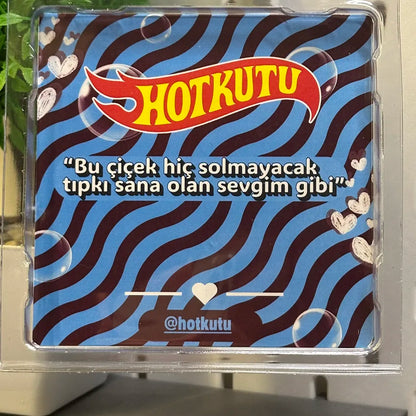 HOTKUTU
“Bu çiçek hiç solmayacak
tıpkı sana olan sevgim gibi”
@hotkutu